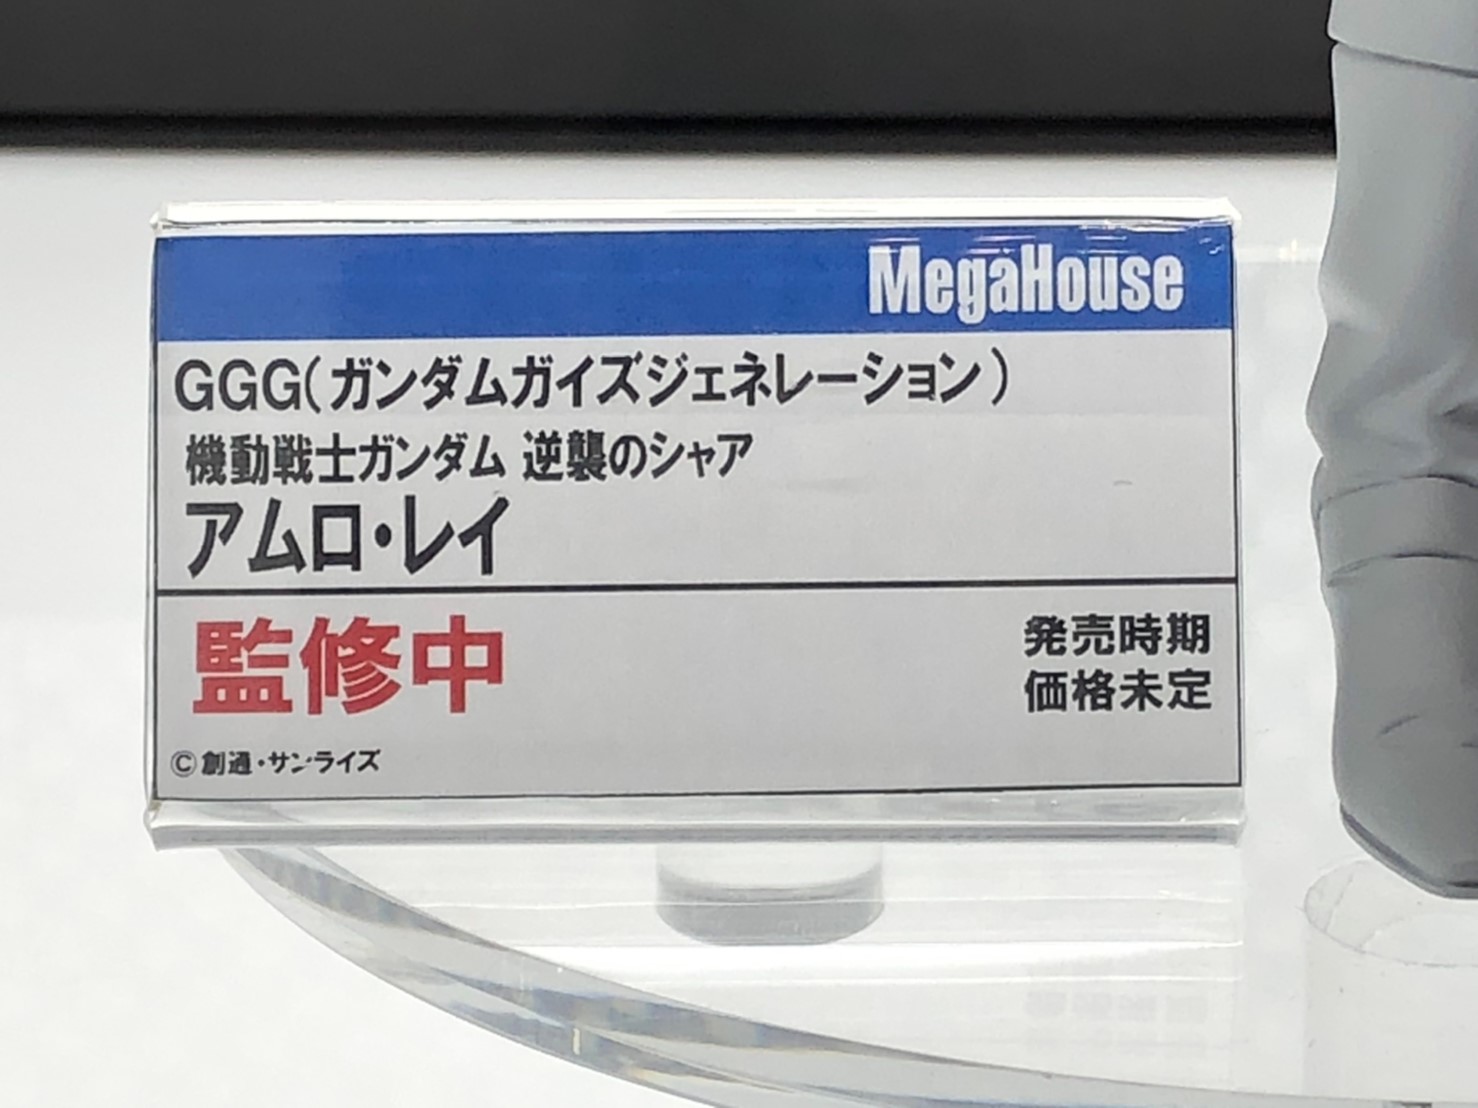 MegaHouse
GGG(ガンダムガイズジェネレーション)
機動戦士ガンダム 逆襲のシャア
アムロ・レイ
監修中
発売時期
価格未定
©創通・サンライズ